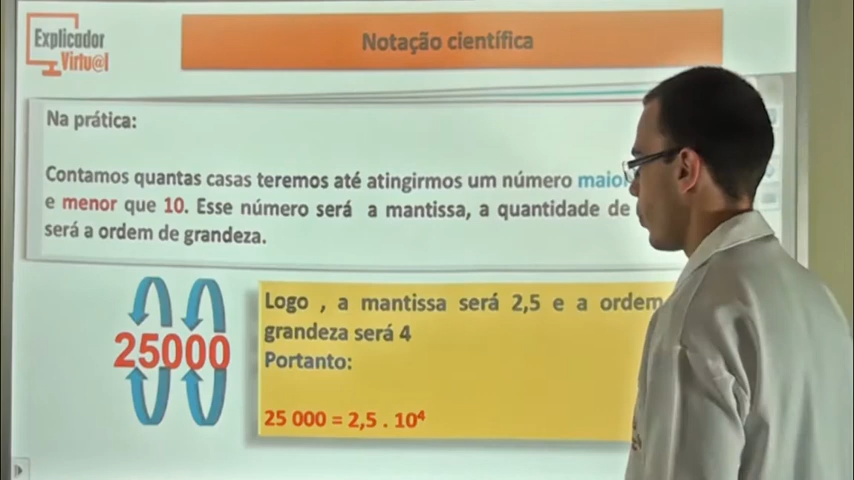 Explicador
Virtu@l
Notação científica
Na prática:
Contamos quantas casas teremos até atingirmos um número maior
e menor que 10. Esse número será a mantissa, a quantidade de
será a ordem de grandeza.
25000
Logo , a mantissa será 2,5 e a ordem
grandeza será 4
Portanto:
25 000 = 2,5 . 10⁴